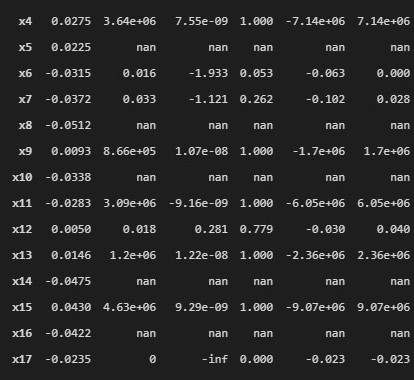 x4 0.0275 3.64e+06 7.55e-09 1.000 -7.14e+06 7.14e+06
x5 0.0225 nan nan nan nan nan
x6 -0.0315 0.016 -1.933 0.053 -0.063 0.000
x7 -0.0372 0.033 -1.121 0.262 -0.102 0.028
x8 -0.0512 nan nan nan nan nan
x9 0.0093 8.66e+05 1.07e-08 1.000 -1.7e+06 1.7e+06
x10 -0.0338 nan nan nan nan nan
x11 -0.0283 3.09e+06 -9.16e-09 1.000 -6.05e+06 6.05e+06
x12 0.0050 0.018 0.281 0.779 -0.030 0.040
x13 0.0146 1.2e+06 1.22e-08 1.000 -2.36e+06 2.36e+06
x14 -0.0475 nan nan nan nan nan
x15 0.0430 4.63e+06 9.29e-09 1.000 -9.07e+06 9.07e+06
x16 -0.0422 nan nan nan nan nan
x17 -0.0235 0 -inf 0.000 -0.023 -0.023